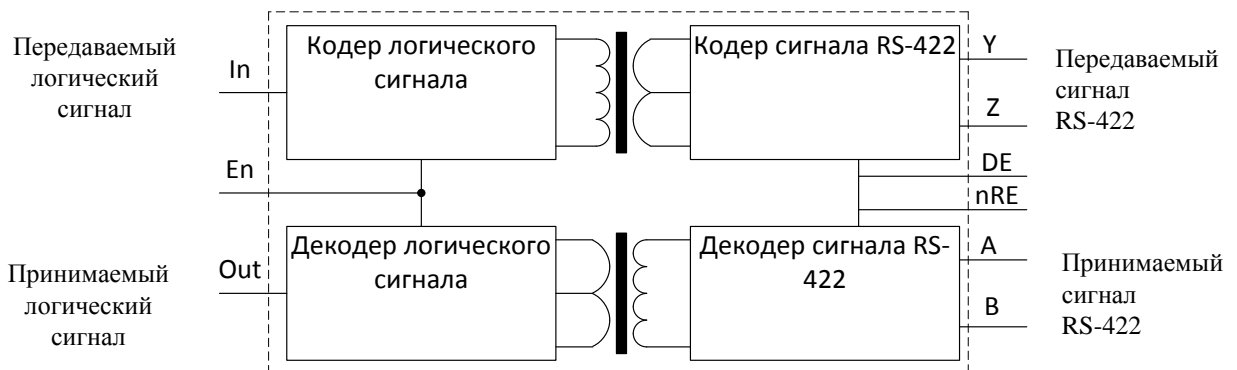 Передаваемый
логический
сигнал
In
Кодер логического
сигнала
Кодер сигнала RS-422
Y
Z
Передаваемый
сигнал
RS-422
En
DE
nRE
Принимаемый
логический
сигнал
Out
Декодер логического
сигнала
Декодер сигнала RS-
422
A
B
Принимаемый
сигнал
RS-422